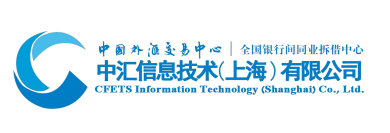 中国外汇交易中心 | 全国银行间同业拆借中心
中汇信息技术(上海)有限公司
CFETS Information Technology (Shanghai) Co., Ltd.